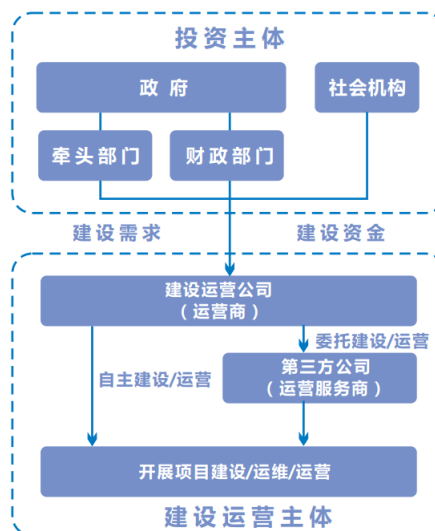 投资主体
政府
社会机构
牵头部门
财政部门
建设需求
建设资金
建设运营公司
（运营商）
委托建设/运营
第三方公司
（运营服务商）
自主建设/运营
开展项目建设/运维/运营
建设运营主体